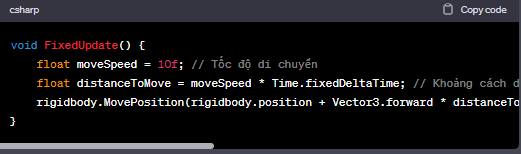 csharp
Copy code
void FixedUpdate() {
float moveSpeed = 10f; // Tốc độ di chuyển
float distanceToMove = moveSpeed * Time.fixedDeltaTime; // Khoảng cách d
rigidbody.MovePosition(rigidbody.position + Vector3.forward * distanceTo
}